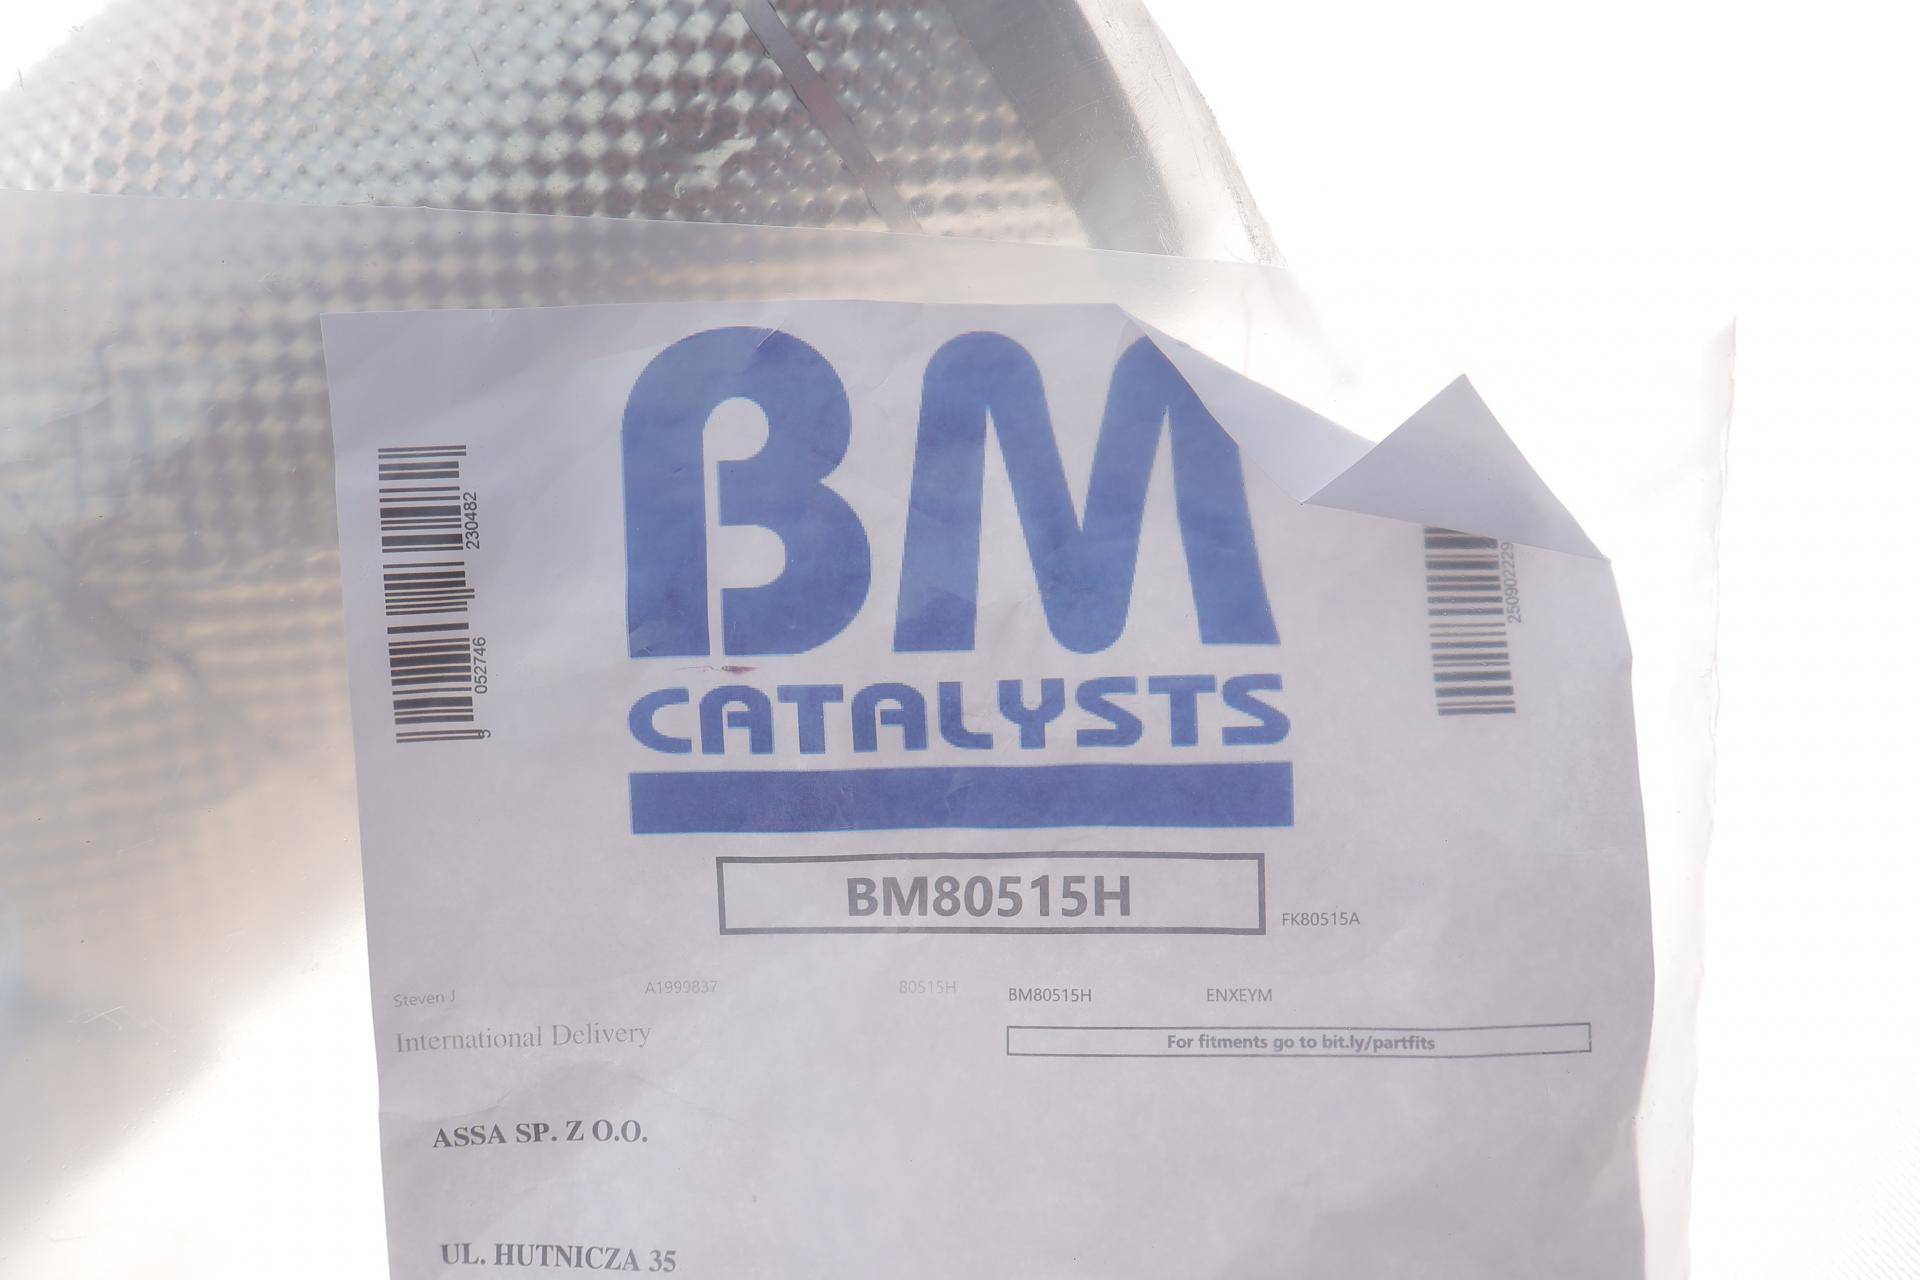 BM
CATALYSTS
5 052746 230482
250902229
BM80515H
FK80515A
Steven J A1999837 80515H BM80515H ENXEYM
International Delivery
For fitments go to bit.ly/partfits
ASSA SP. Z O.O.
UL. HUTNICZA 35